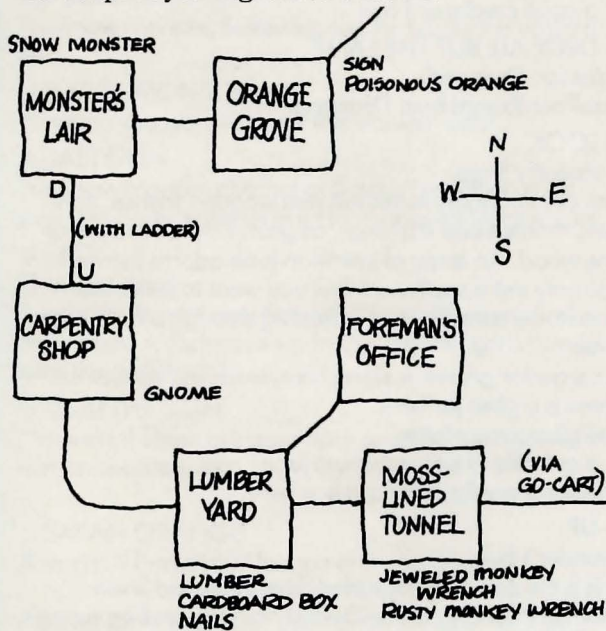 SNOW MONSTER
MONSTER'S
LAIR
ORANGE
GROVE
SIGN
POISONOUS ORANGE
D
(WITH LADDER)
U
N
W
E
S
CARPENTRY
SHOP
GNOME
FOREMAN'S
OFFICE
LUMBER
YARD
MOSS-
LINED
TUNNEL
(VIA
GO-CART)
LUMBER
CARDBOARD BOX
NAILS
JEWELED MONKEY
WRENCH
RUSTY MONKEY WRENCH